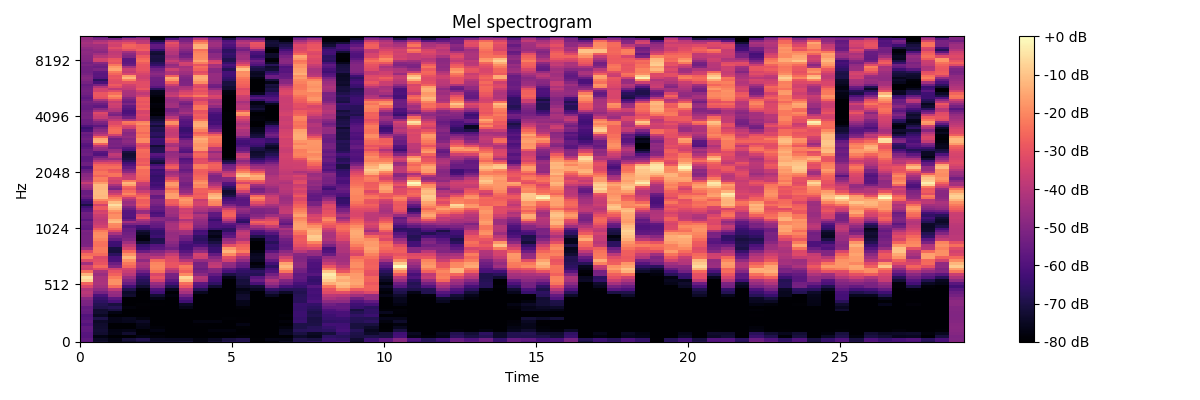 Mel spectrogram
Hz
8192
4096
2048
1024
512
0
0 5 10 15 20 25
Time
+0 dB
-10 dB
-20 dB
-30 dB
-40 dB
-50 dB
-60 dB
-70 dB
-80 dB